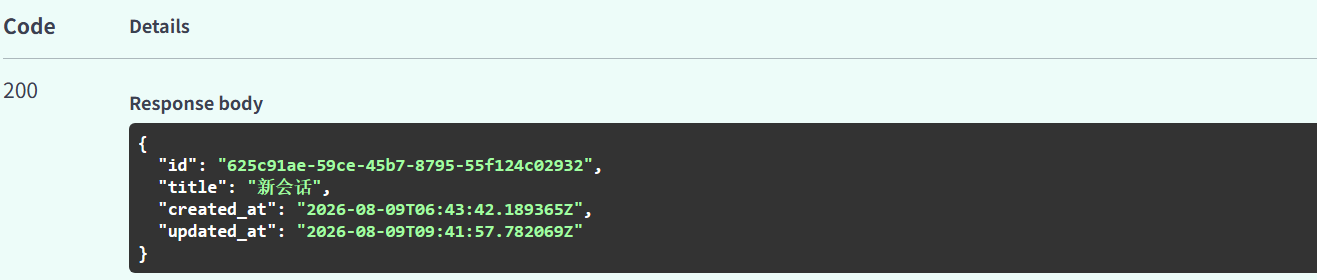 Code Details
200
Response body
{
"id": "625c91ae-59ce-45b7-8795-55f124c02932",
"title": "新会话",
"created_at": "2026-08-09T06:43:42.189365Z",
"updated_at": "2026-08-09T09:41:57.782069Z"
}